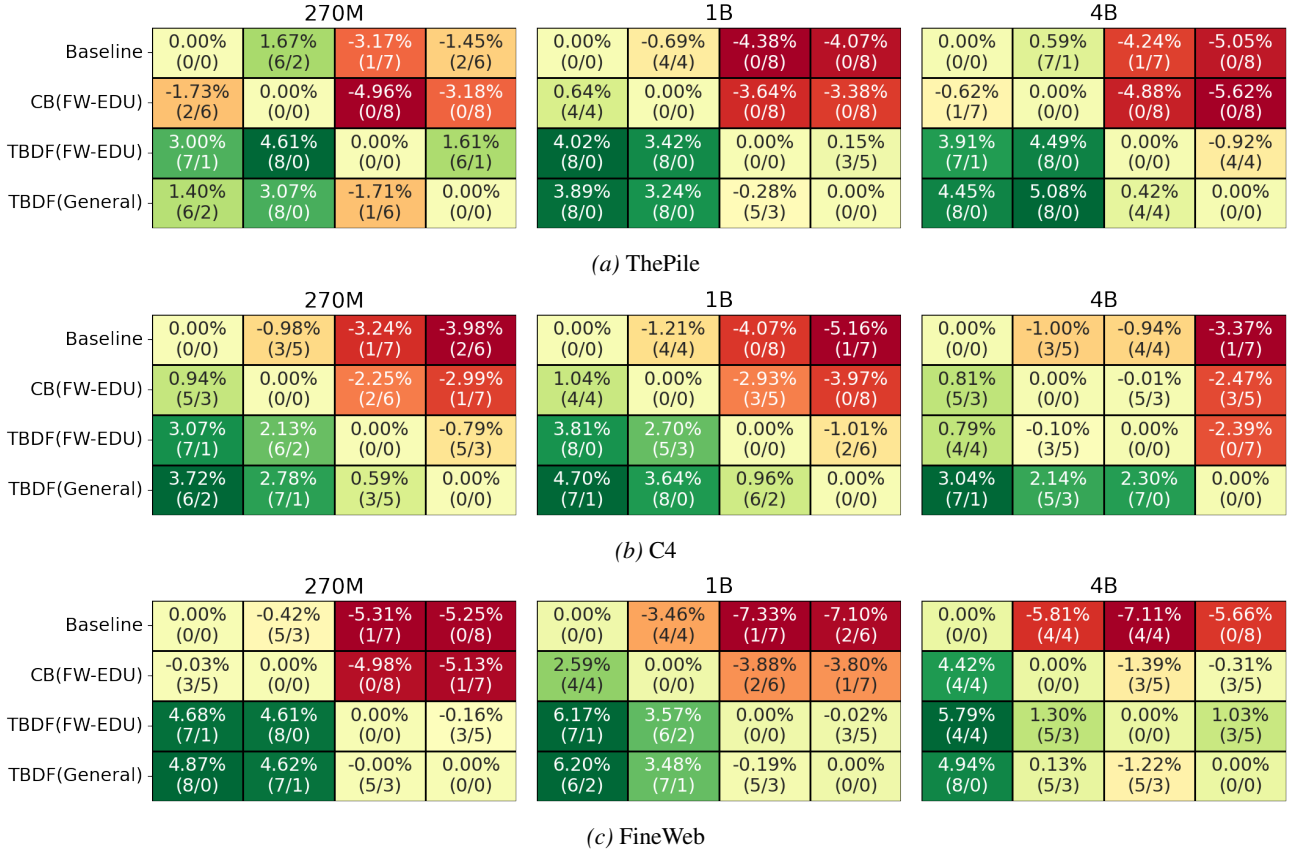 270M 1B 4B
Baseline 0.00% 1.67% -3.17% -1.45% 0.00% -0.69% -4.38% -4.07% 0.00% 0.59% -4.24% -5.05%
(0/0) (6/2) (1/7) (2/6) (0/0) (4/4) (0/8) (0/8) (0/0) (7/1) (1/7) (0/8)
CB(FW-EDU) -1.73% 0.00% -4.96% -3.18% 0.64% 0.00% -3.64% -3.38% -0.62% 0.00% -4.88% -5.62%
(2/6) (0/0) (0/8) (0/8) (4/4) (0/0) (0/8) (0/8) (1/7) (0/0) (0/8) (0/8)
TBDF(FW-EDU) 3.00% 4.61% 0.00% 1.61% 4.02% 3.42% 0.00% 0.15% 3.91% 4.49% 0.00% -0.92%
(7/1) (8/0) (0/0) (6/1) (8/0) (8/0) (0/0) (3/5) (7/1) (8/0) (0/0) (4/4)
TBDF(General) 1.40% 3.07% -1.71% 0.00% 3.89% 3.24% -0.28% 0.00% 4.45% 5.08% 0.42% 0.00%
(6/2) (8/0) (1/6) (0/0) (8/0) (8/0) (5/3) (0/0) (8/0) (8/0) (4/4) (0/0)
(a) ThePile
270M 1B 4B
Baseline 0.00% -0.98% -3.24% -3.98% 0.00% -1.21% -4.07% -5.16% 0.00% -1.00% -0.94% -3.37%
(0/0) (3/5) (1/7) (2/6) (0/0) (4/4) (0/8) (1/7) (0/0) (3/5) (4/4) (1/7)
CB(FW-EDU) 0.94% 0.00% -2.25% -2.99% 1.04% 0.00% -2.93% -3.97% 0.81% 0.00% -0.01% -2.47%
(5/3) (0/0) (2/6) (1/7) (4/4) (0/0) (3/5) (0/8) (5/3) (0/0) (5/3) (3/5)
TBDF(FW-EDU) 3.07% 2.13% 0.00% -0.79% 3.81% 2.70% 0.00% -1.01% 0.79% -0.10% 0.00% -2.39%
(7/1) (6/2) (0/0) (5/3) (8/0) (5/3) (0/0) (2/6) (4/4) (3/5) (0/0) (0/7)
TBDF(General) 3.72% 2.78% 0.59% 0.00% 4.70% 3.64% 0.96% 0.00% 3.04% 2.14% 2.30% 0.00%
(6/2) (7/1) (3/5) (0/0) (7/1) (8/0) (6/2) (0/0) (7/1) (5/3) (7/0) (0/0)
(b) C4
270M 1B 4B
Baseline 0.00% -0.42% -5.31% -5.25% 0.00% -3.46% -7.33% -7.10% 0.00% -5.81% -7.11% -5.66%
(0/0) (5/3) (1/7) (0/8) (0/0) (4/4) (1/7) (2/6) (0/0) (4/4) (4/4) (0/8)
CB(FW-EDU) -0.03% 0.00% -4.98% -5.13% 2.59% 0.00% -3.88% -3.80% 4.42% 0.00% -1.39% -0.31%
(3/5) (0/0) (0/8) (1/7) (4/4) (0/0) (2/6) (1/7) (4/4) (0/0) (3/5) (3/5)
TBDF(FW-EDU) 4.68% 4.61% 0.00% -0.16% 6.17% 3.57% 0.00% -0.02% 5.79% 1.30% 0.00% 1.03%
(7/1) (8/0) (0/0) (3/5) (7/1) (6/2) (0/0) (3/5) (4/4) (5/3) (0/0) (3/5)
TBDF(General) 4.87% 4.62% -0.00% 0.00% 6.20% 3.48% -0.19% 0.00% 4.94% 0.13% -1.22% 0.00%
(8/0) (7/1) (5/3) (0/0) (6/2) (7/1) (5/3) (0/0) (8/0) (5/3) (5/3) (0/0)
(c) FineWeb